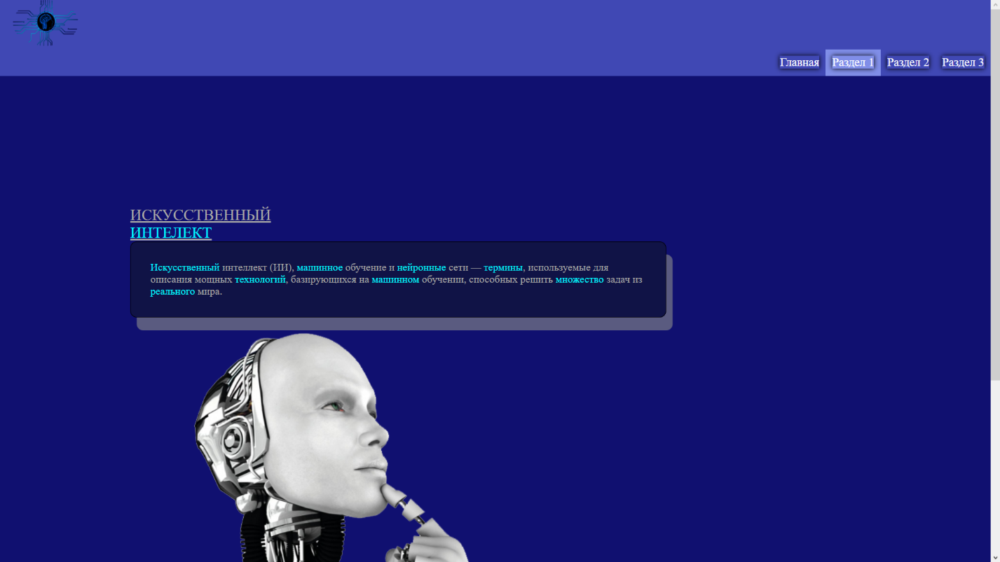 Главная Раздел 1 Раздел 2 Раздел 3
ИСКУССТВЕННЫЙ
ИНТЕЛЕКТ
Искусственный интеллект (ИИ), машинное обучение и нейронные сети — термины, используемые для
описания мощных технологий, базирующихся на машинном обучении, способных решить множество задач из
реального мира.